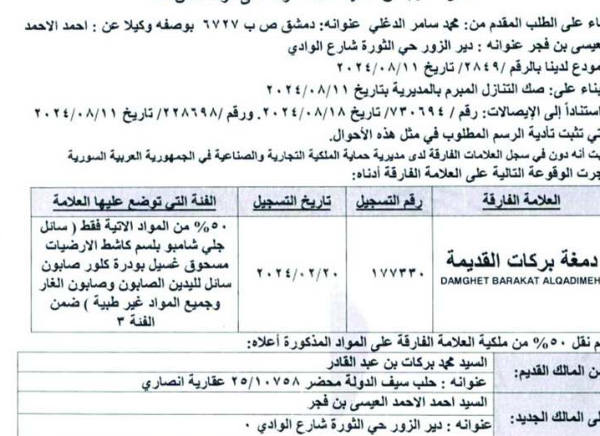 ناء على الطلب المقدم من: محمد سامر الدغلي عنوانه: دمشق ص ب ٦٧٢٧ بوصفه وكيلا عن : احمد الاحمد
لعيسى بن فجر عنوانه : دير الزور حي الثورة شارع الوادي
مودع لدينا بالرقم /٢٨٤٩/ تاريخ ٢٠٢٤/٠٨/١١
بناء على: صك التنازل المبرم بالمديرية بتاريخ ٢٠٢٤/٠٨/١١
استناداً إلى الإيصالات: رقم / ٧٣٠٦٩٤/ تاريخ ٢٠٢٤/٠٨/١٨. ورقم /٢٢٨٦٩٨/ تاريخ ٢٠٢٤/٠٨/١١
تي تثبت تأدية الرسم المطلوب في مثل هذه الأحوال.
بت أنه دون في سجل العلامات الفارقة لدى مديرية حماية الملكية التجارية والصناعية في الجمهورية العربية السورية
جرت الوقوعة التالية على العلامة الفارقة أدناه:
العلامة الفارقة رقم التسجيل تاريخ التسجيل الفئة التي توضع عليها العلامة
دمغة بركات القديمة
DAMGHET BARAKAT ALQADIMEH
١٧٧٣٣٠
٢٠٢٤/٠٢/٢٠
٥٠% من المواد الاتية فقط ( سائل
جلي شامبو بلسم كاشط الارضيات
مسحوق غسيل بودرة كلور صابون
سائل لليدين الصابون وصابون الغار
وجميع المواد غير طبية ) ضمن
الفئة ٣
م نقل ٥٠% من ملكية العلامة الفارقة على المواد المذكورة أعلاه:
من المالك القديم: السيد محمد بركات بن عبد القادر
عنوانه : حلب سيف الدولة محضر ٢٥/١٠٧٥٨ عقارية انصاري
لى المالك الجديد: السيد احمد الاحمد العيسى بن فجر
عنوانه : دير الزور حي الثورة شارع الوادي ٠